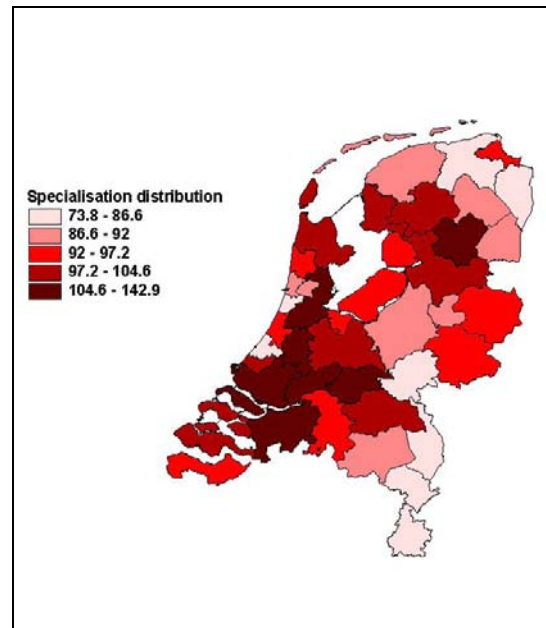 Specialisation distribution
73.8 - 86.6
86.6 - 92
92 - 97.2
97.2 - 104.6
104.6 - 142.9